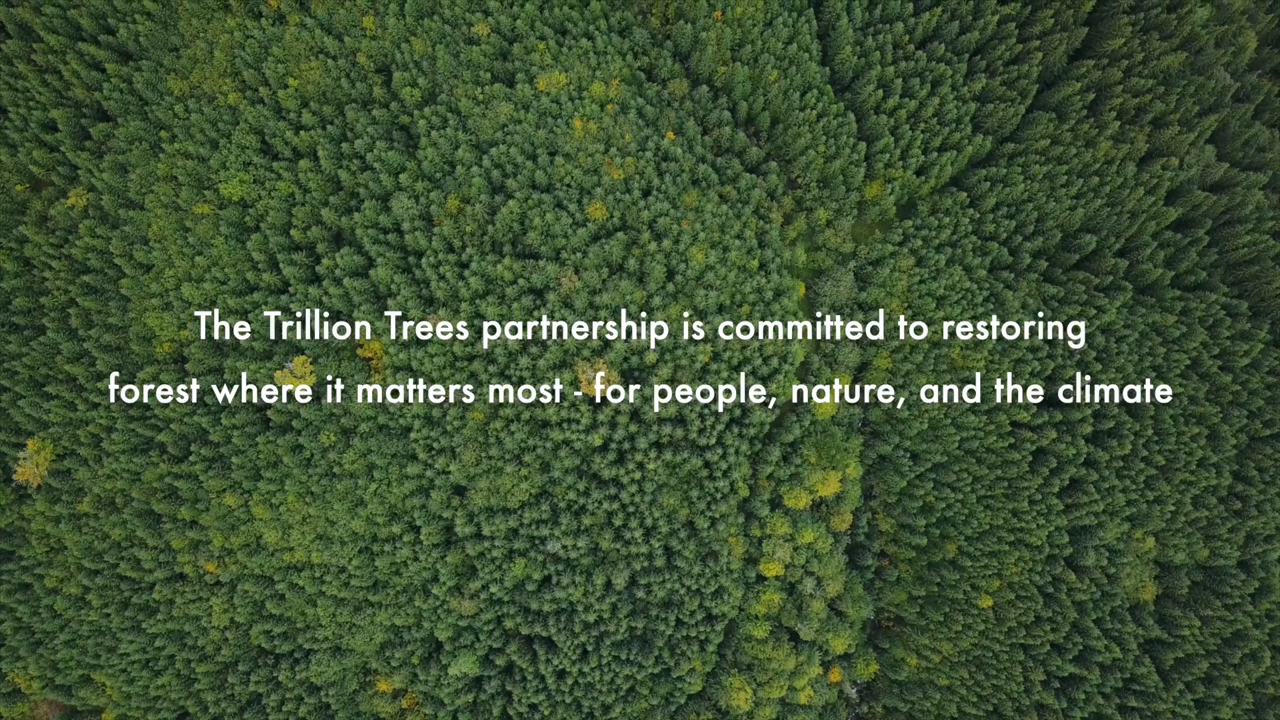 The Trillion Trees partnership is committed to restoring
forest where it matters most - for people, nature, and the climate